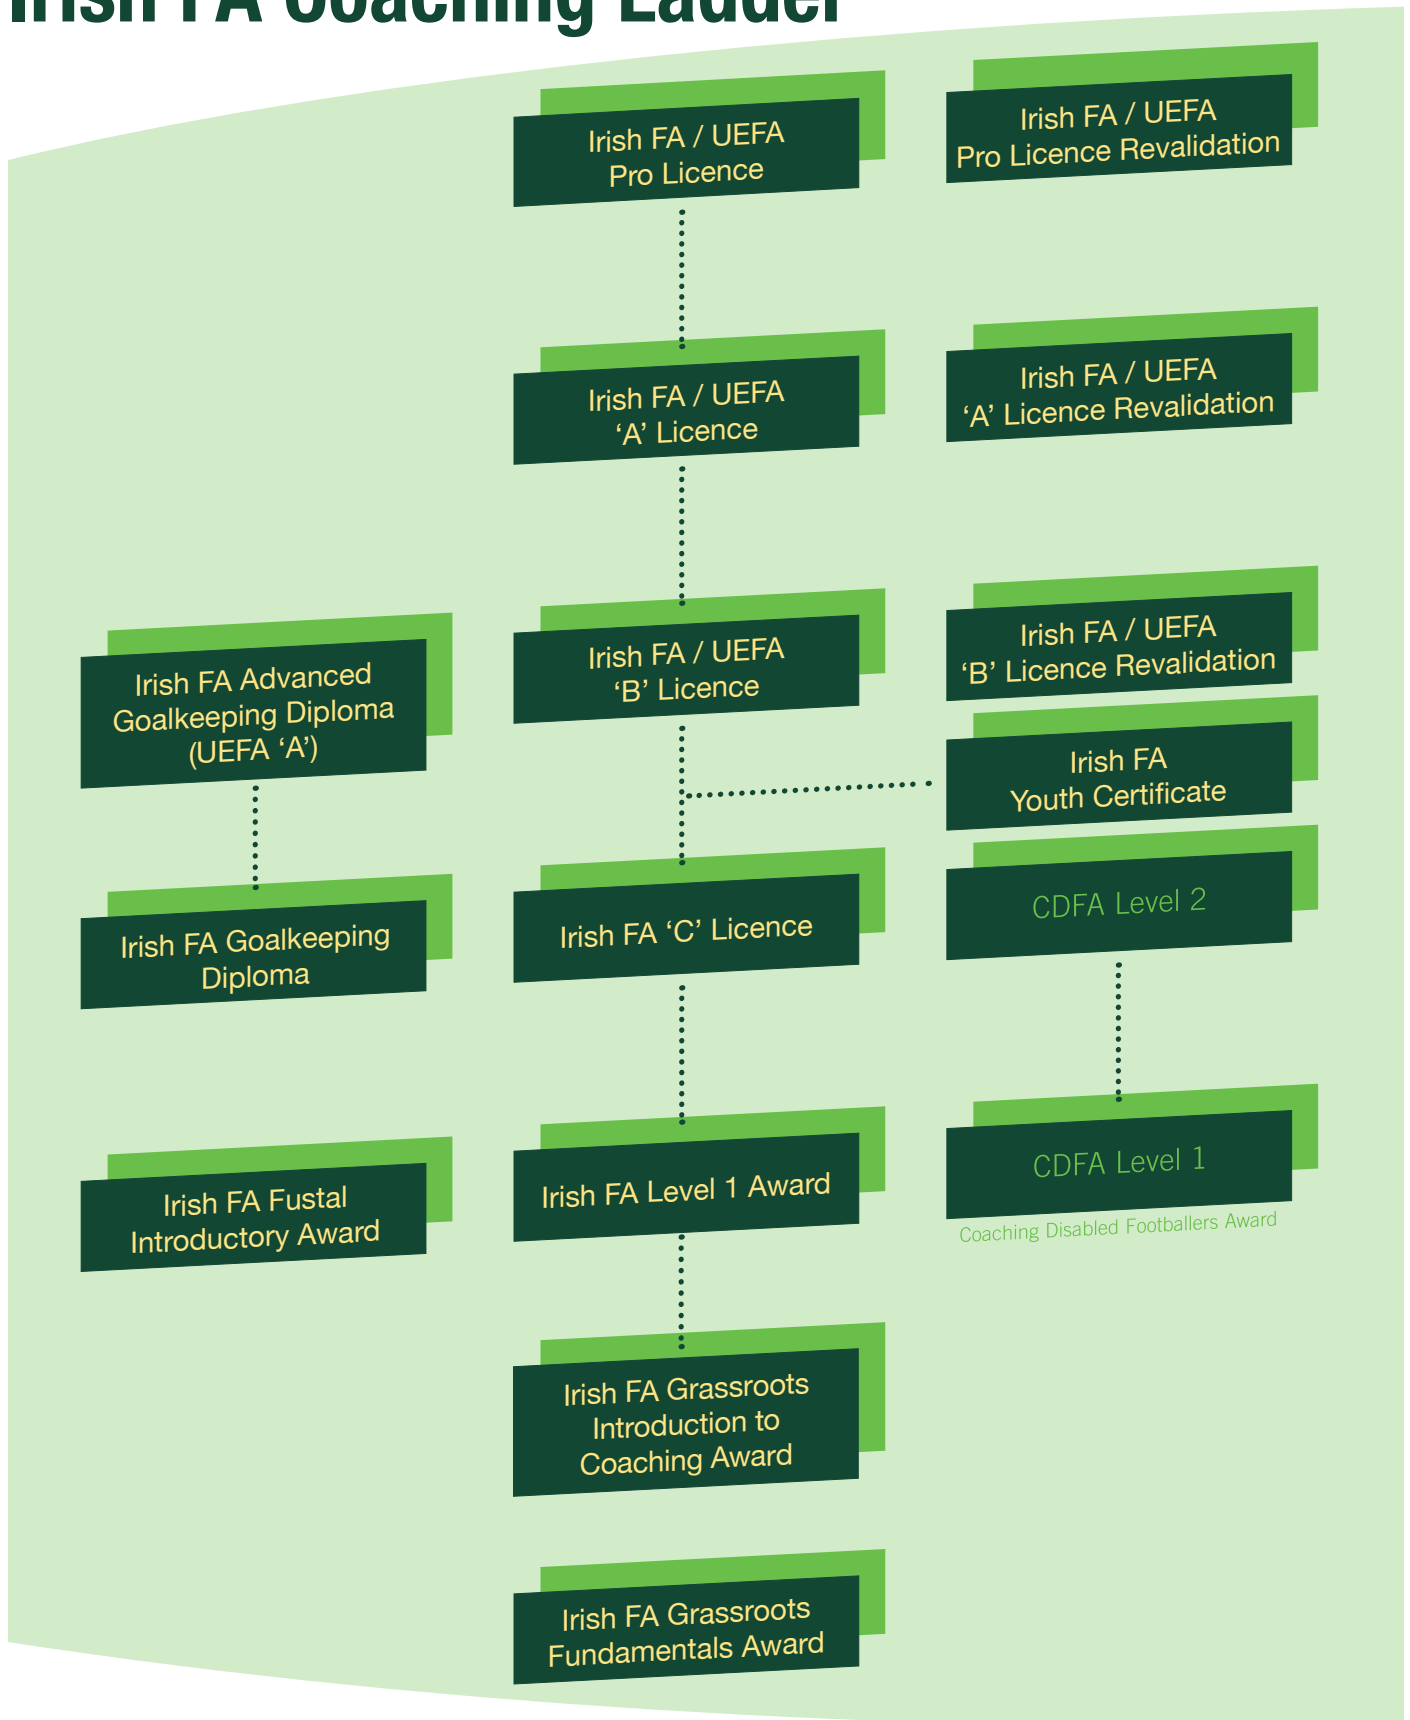 Irish FA Coaching Ladder
Irish FA / UEFA
Pro Licence
Irish FA / UEFA
Pro Licence Revalidation
Irish FA / UEFA
‘A’ Licence
Irish FA / UEFA
‘A’ Licence Revalidation
Irish FA Advanced
Goalkeeping Diploma
(UEFA ‘A’)
Irish FA / UEFA
‘B’ Licence
Irish FA / UEFA
‘B’ Licence Revalidation
Irish FA
Youth Certificate
Irish FA Goalkeeping
Diploma
Irish FA ‘C’ Licence
CDFA Level 2
Irish FA Fustal
Introductory Award
Irish FA Level 1 Award
CDFA Level 1
Coaching Disabled Footballers Award
Irish FA Grassroots
Introduction to
Coaching Award
Irish FA Grassroots
Fundamentals Award